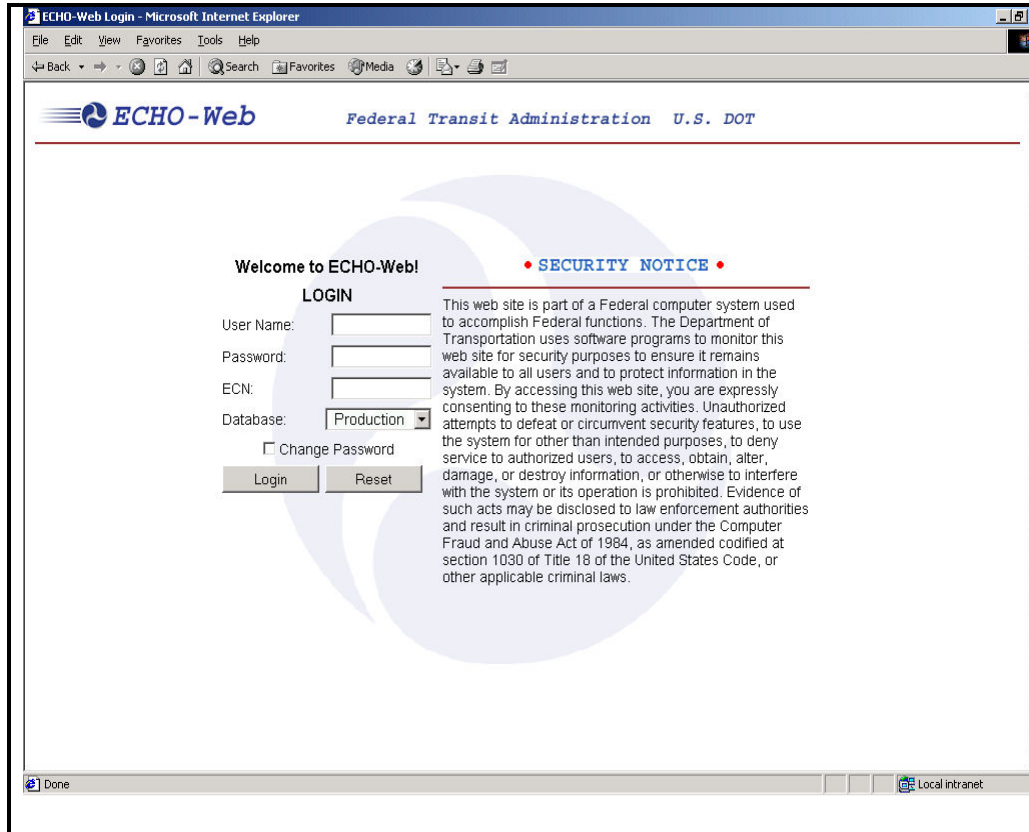 ECHO-Web Login - Microsoft Internet Explorer
File Edit View Favorites Tools Help
Back Search Favorites Media
ECHO-Web Federal Transit Administration U.S. DOT
Welcome to ECHO-Web!
LOGIN
User Name:
Password:
ECN:
Database: Production
Change Password
Login Reset
• SECURITY NOTICE •
This web site is part of a Federal computer system used
to accomplish Federal functions. The Department of
Transportation uses software programs to monitor this
web site for security purposes to ensure it remains
available to all users and to protect information in the
system. By accessing this web site, you are expressly
consenting to these monitoring activities. Unauthorized
attempts to defeat or circumvent security features, to use
the system for other than intended purposes, to deny
service to authorized users, to access, obtain, alter,
damage, or destroy information, or otherwise to interfere
with the system or its operation is prohibited. Evidence of
such acts may be disclosed to law enforcement authorities
and result in criminal prosecution under the Computer
Fraud and Abuse Act of 1984, as amended codified at
section 1030 of Title 18 of the United States Code, or
other applicable criminal laws.
Done Local intranet